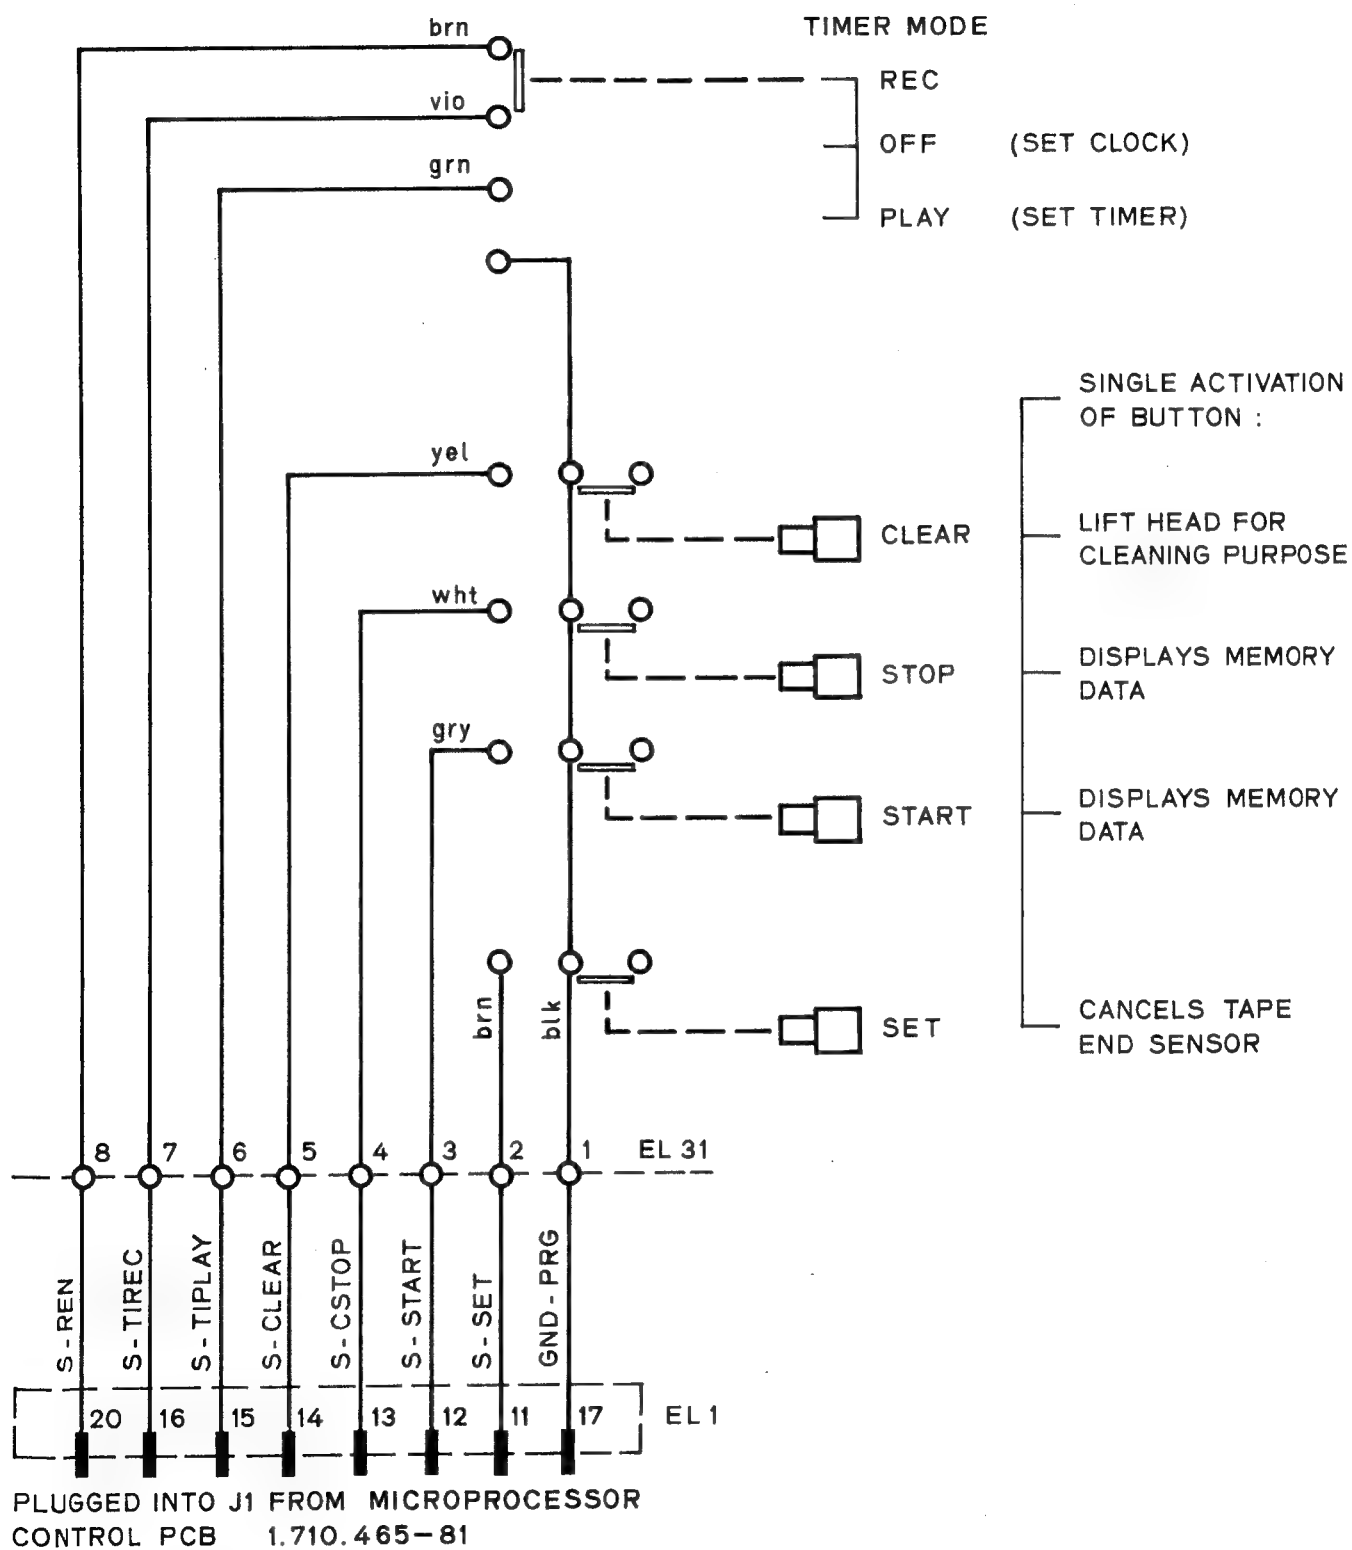 brn
TIMER MODE
REC
vio
OFF (SET CLOCK)
grn
PLAY (SET TIMER)
SINGLE ACTIVATION
OF BUTTON :
yel
CLEAR
LIFT HEAD FOR
CLEANING PURPOSE
wht
STOP
DISPLAYS MEMORY
DATA
gry
START
DISPLAYS MEMORY
DATA
brn
blk
SET
CANCELS TAPE
END SENSOR
8 7 6 5 4 3 2 1 EL 31
S-REN
S-TIREC
S-TIPLAY
S-CLEAR
S-CSTOP
S-START
S-SET
GND-PRG
20 16 15 14 13 12 11 17 EL 1
PLUGGED INTO J1 FROM MICROPROCESSOR
CONTROL PCB 1.710.465-81